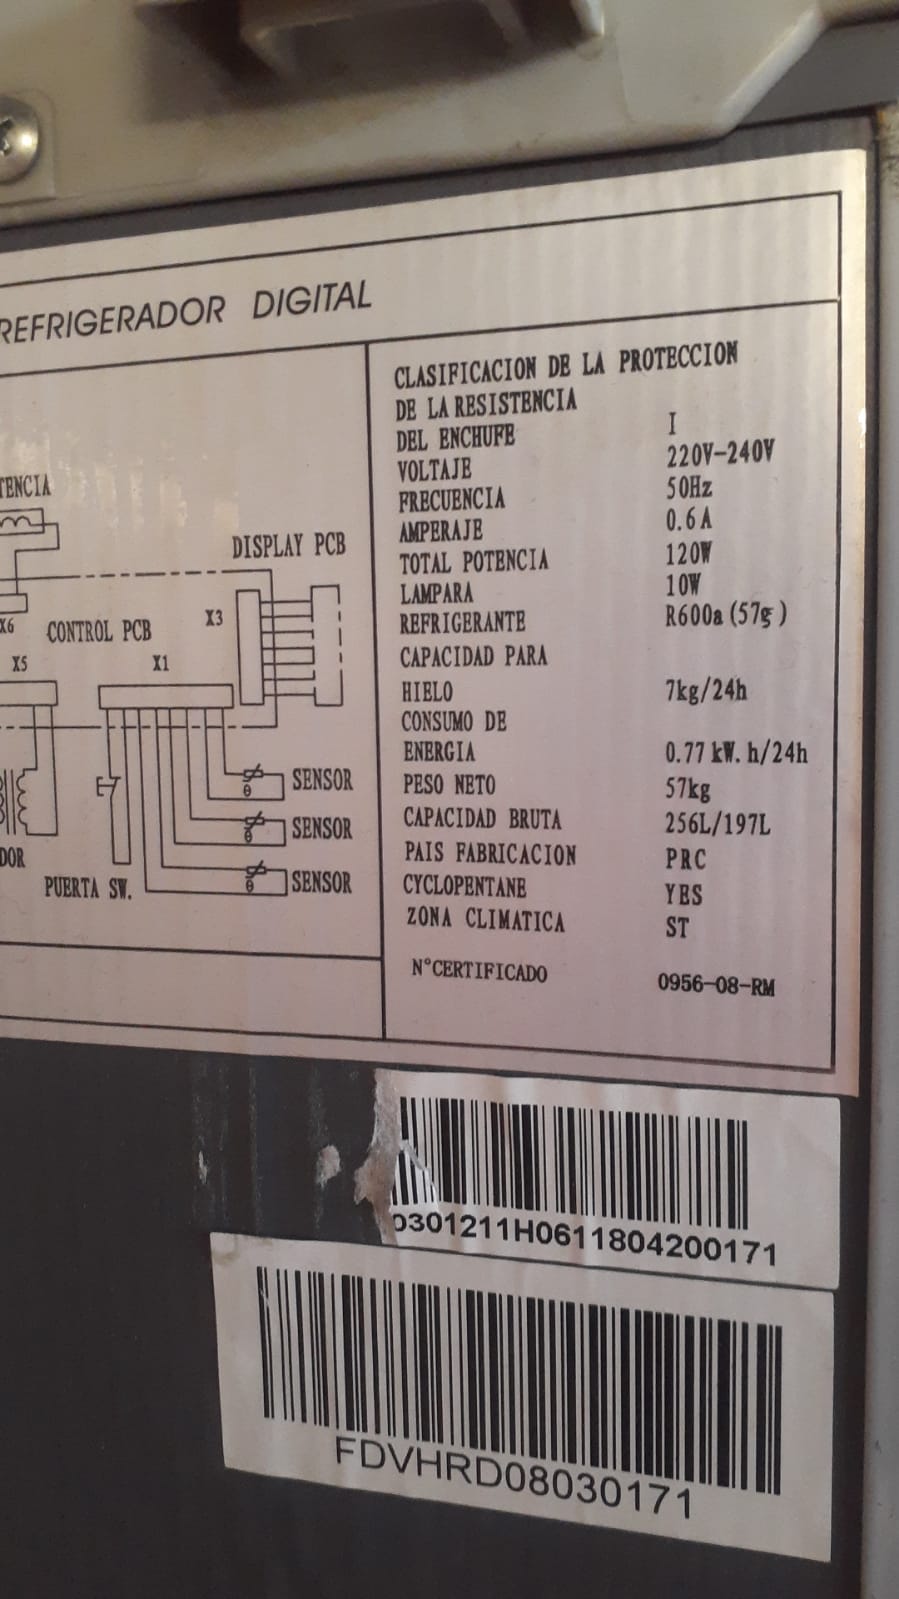 REFRIGERADOR DIGITAL
CLASIFICACION DE LA PROTECCION
DE LA RESISTENCIA
DEL ENCHUFE I
VOLTAJE 220V-240V
FRECUENCIA 50Hz
AMPERAJE 0.6A
TOTAL POTENCIA 120W
LAMPARA 10W
REFRIGERANTE R600a (57g)
CAPACIDAD PARA
HIELO 7kg/24h
CONSUMO DE
ENERGIA 0.77 kW. h/24h
PESO NETO 57kg
CAPACIDAD BRUTA 256L/197L
PAIS FABRICACION PRC
CYCLOPENTANE YES
ZONA CLIMATICA ST
N°CERTIFICADO 0956-08-RM
TENCIA
DISPLAY PCB
X6 CONTROL PCB X3
X5 X1
SENSOR
SENSOR
DOR
PUERTA SW. SENSOR
0301211H0611804200171
FDVHRD08030171